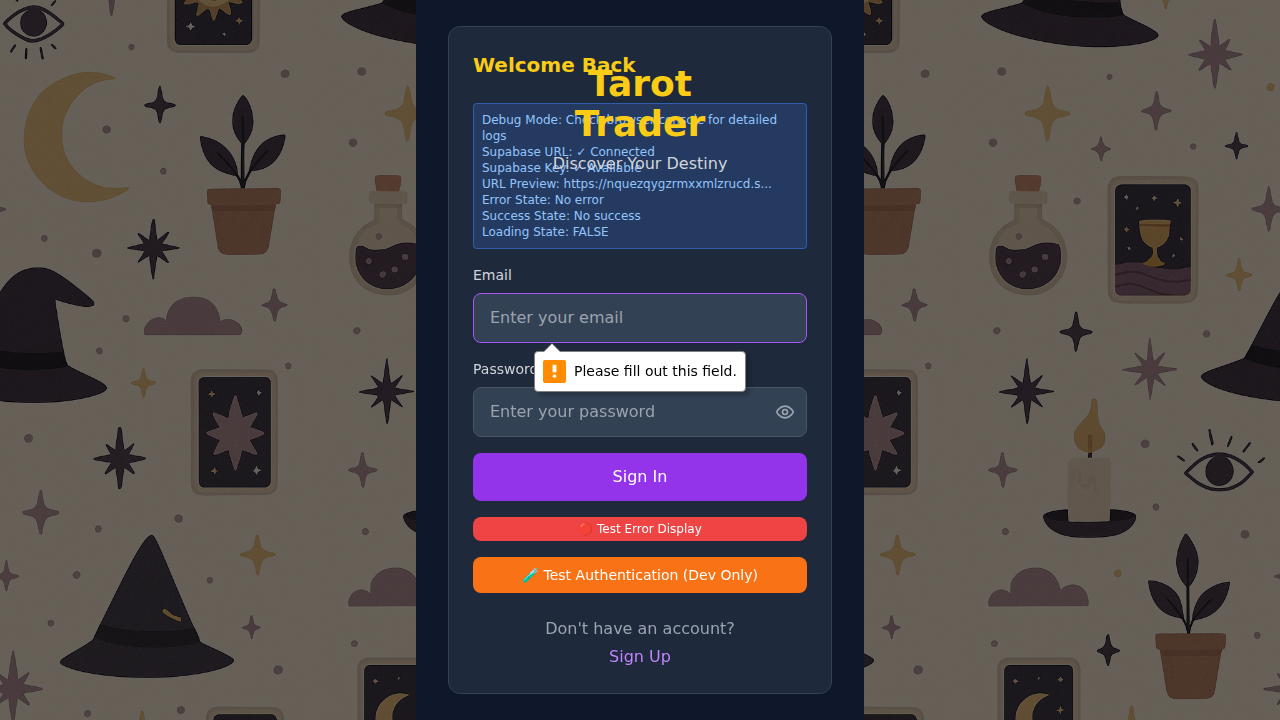 Welcome Back
Tarot
Trader
Discover Your Destiny
Debug Mode: Check browser console for detailed
logs
Supabase URL: ✓ Connected
Supabase Key: ✓ Available
URL Preview: https://nquezqygzrmxxmlzrucd.s...
Error State: No error
Success State: No success
Loading State: FALSE
Email
Enter your email
Please fill out this field.
Password
Enter your password
Sign In
🔴 Test Error Display
🧪 Test Authentication (Dev Only)
Don't have an account?
Sign Up